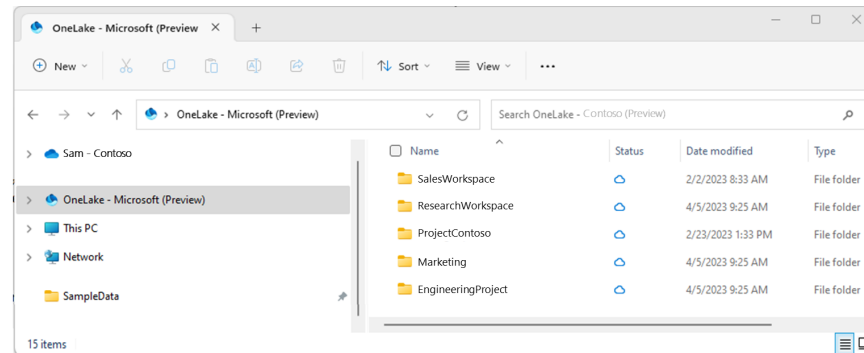 OneLake - Microsoft (Preview
New
Sort
View
OneLake - Microsoft (Preview)
Search OneLake - Contoso (Preview)
Sam - Contoso
OneLake - Microsoft (Preview)
This PC
Network
SampleData
Name Status Date modified Type
SalesWorkspace 2/2/2023 8:33 AM File folder
ResearchWorkspace 4/5/2023 9:25 AM File folder
ProjectContoso 2/23/2023 1:33 PM File folder
Marketing 4/5/2023 9:25 AM File folder
EngineeringProject 4/5/2023 9:25 AM File folder
15 items